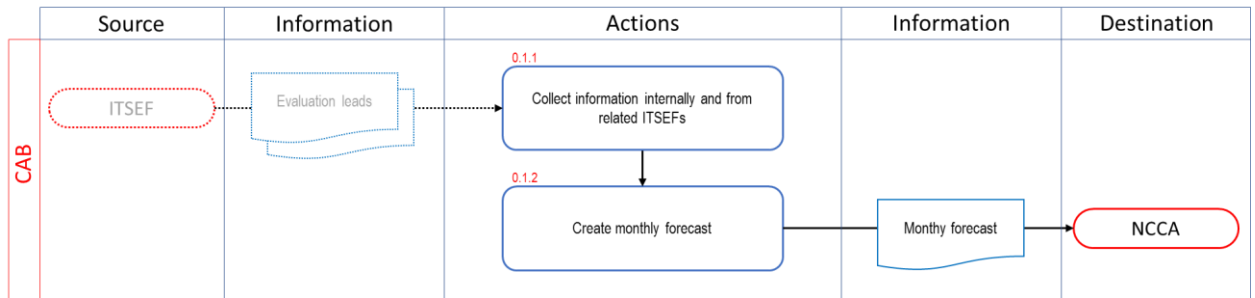 Source
Information
Actions
Information
Destination
CAB
ITSEF
Evaluation leads
0.1.1
Collect information internally and from
related ITSEFs
0.1.2
Create monthly forecast
Monthy forecast
NCCA